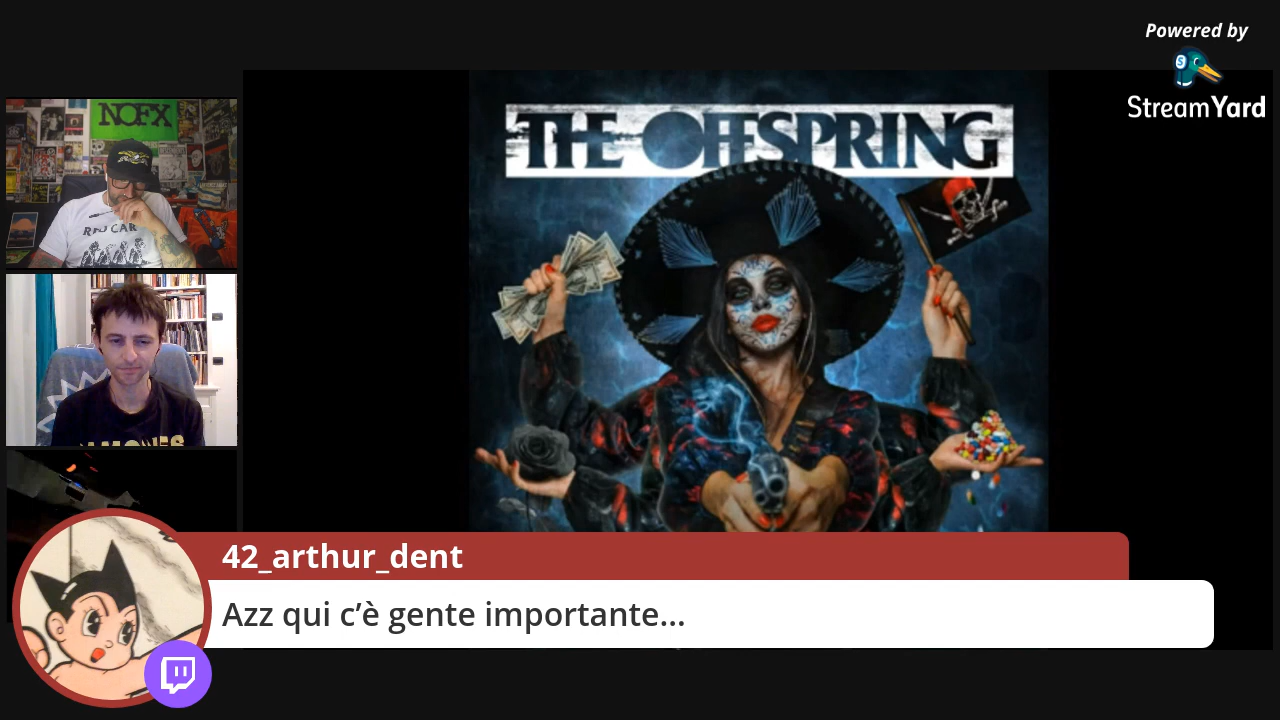 Powered by
StreamYard
NOFX
THE OFFSPRING
42_arthur_dent
Azz qui c’è gente importante...